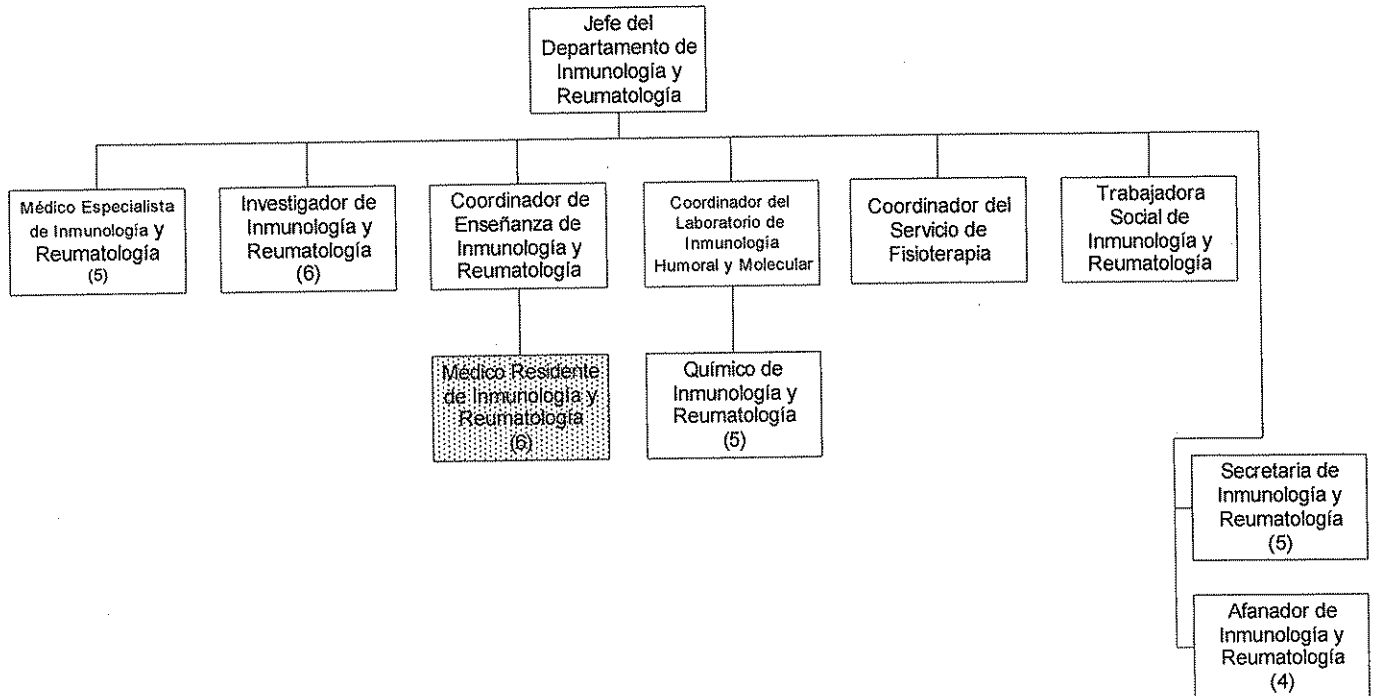 Jefe del
Departamento de
Inmunología y
Reumatología
Médico Especialista
de Inmunología y
Reumatología
(5)
Investigador de
Inmunología y
Reumatología
(6)
Coordinador de
Enseñanza de
Inmunología y
Reumatología
Coordinador del
Laboratorio de
Inmunología
Humoral y Molecular
Coordinador del
Servicio de
Fisioterapia
Trabajadora
Social de
Inmunología y
Reumatología
Médico Residente
de Inmunología y
Reumatología
(6)
Químico de
Inmunología y
Reumatología
(5)
Secretaria de
Inmunología y
Reumatología
(5)
Afanador de
Inmunología y
Reumatología
(4)